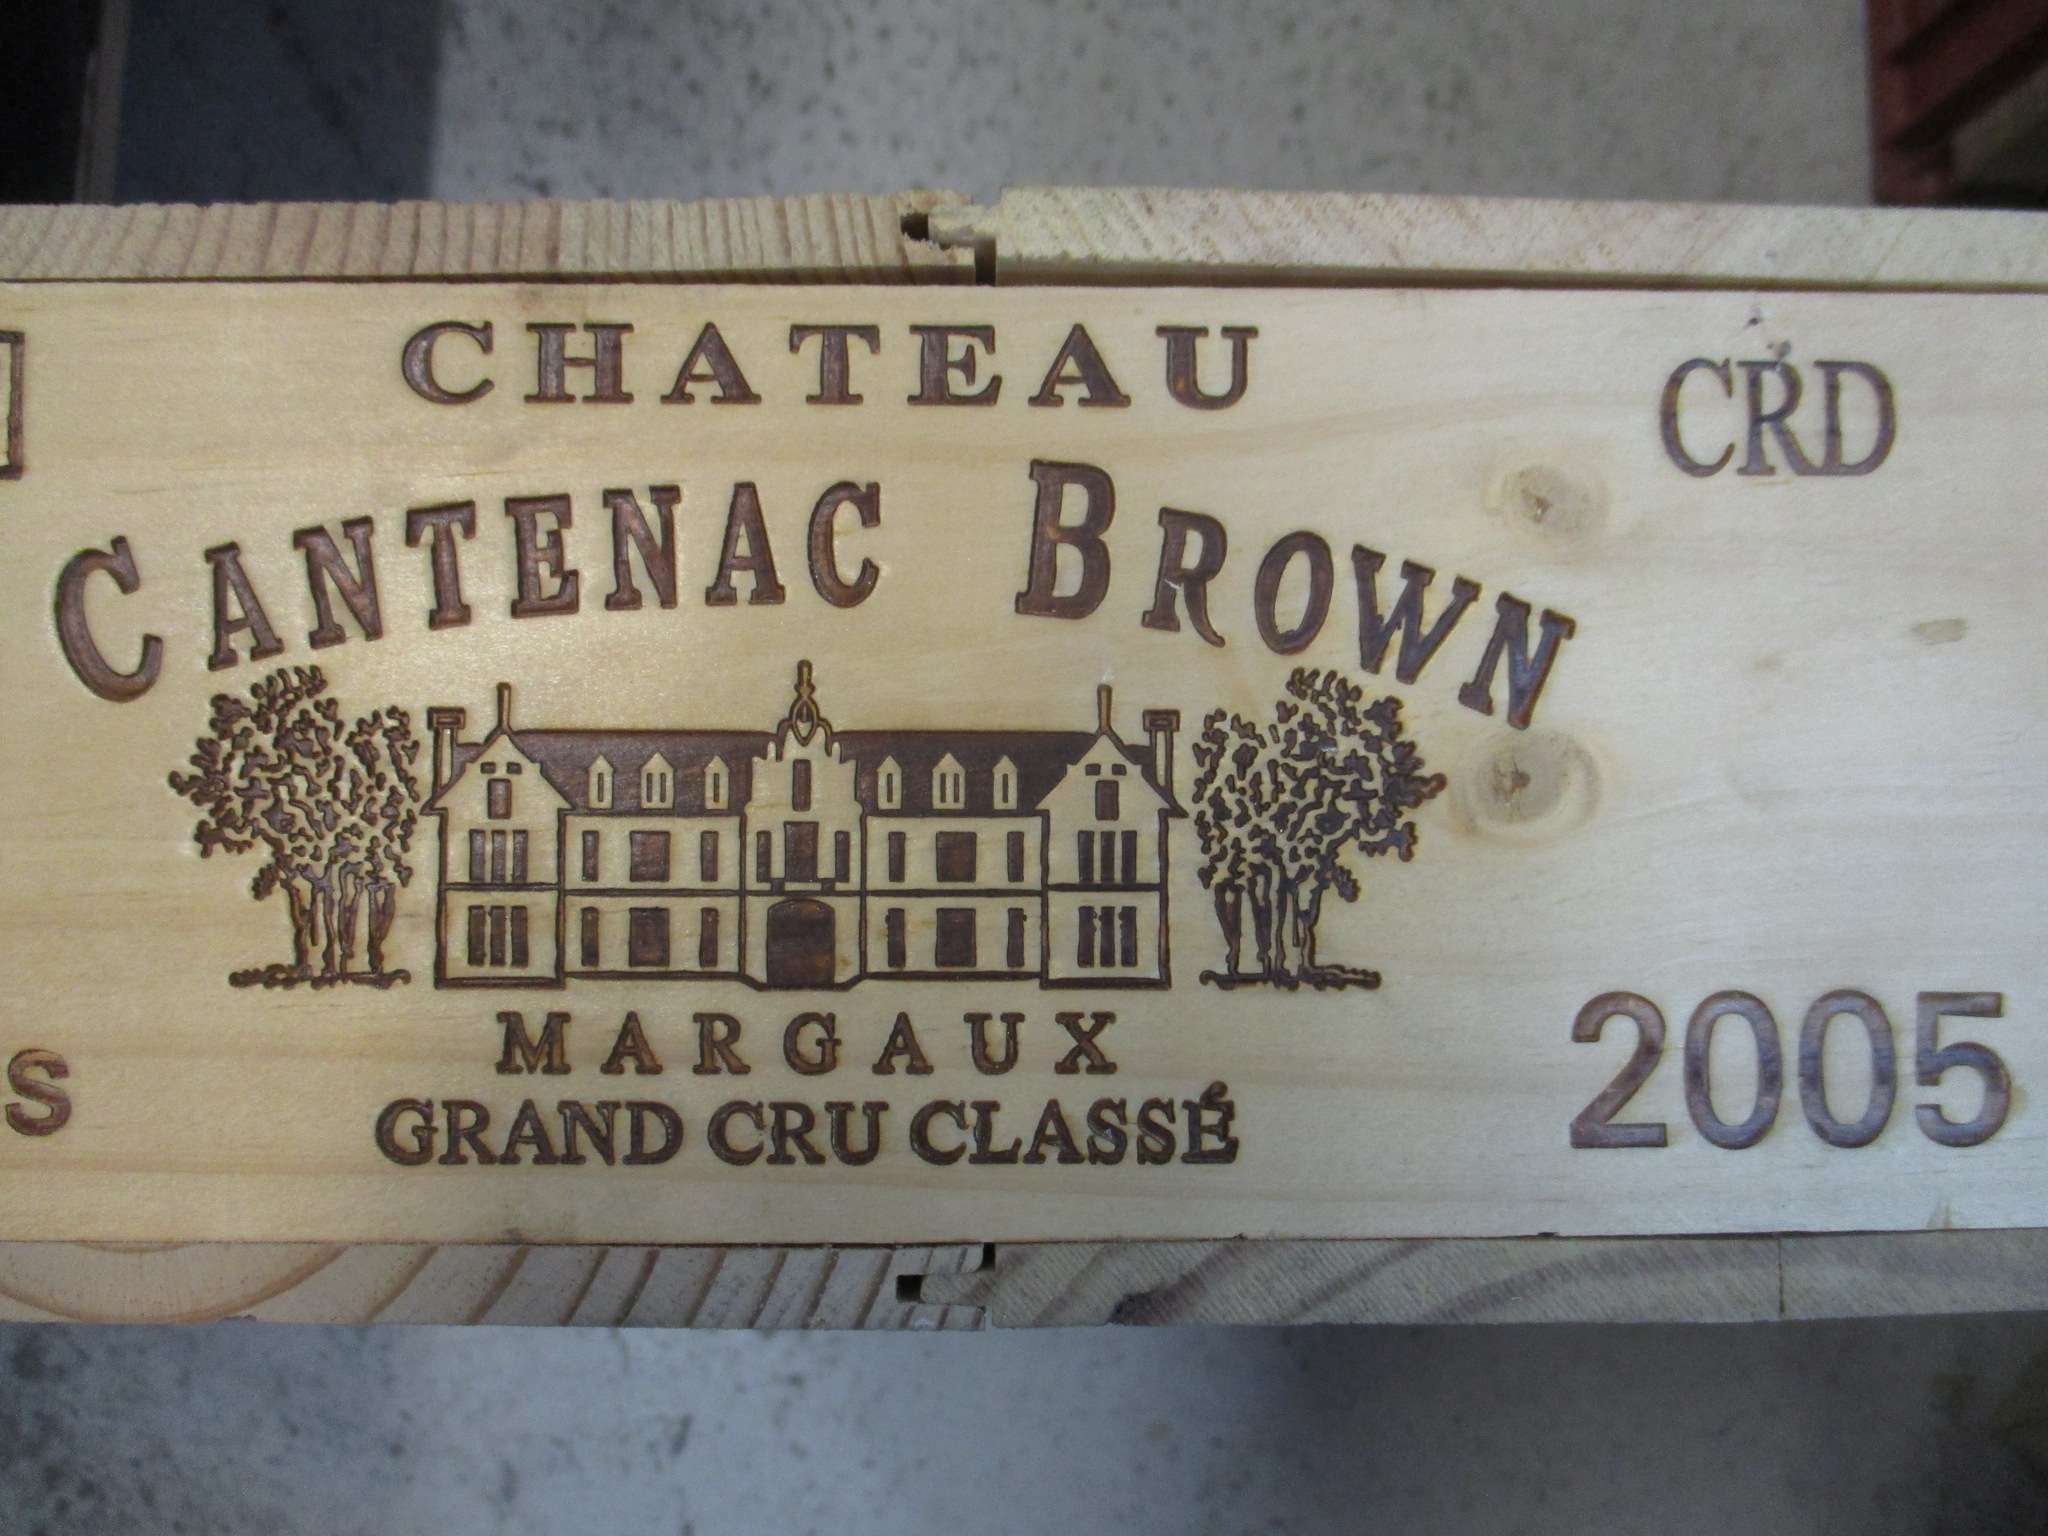 CHATEAU
CRD
CANTENAC BROWN
MARGAUX
GRAND CRU CLASSÉ
2005